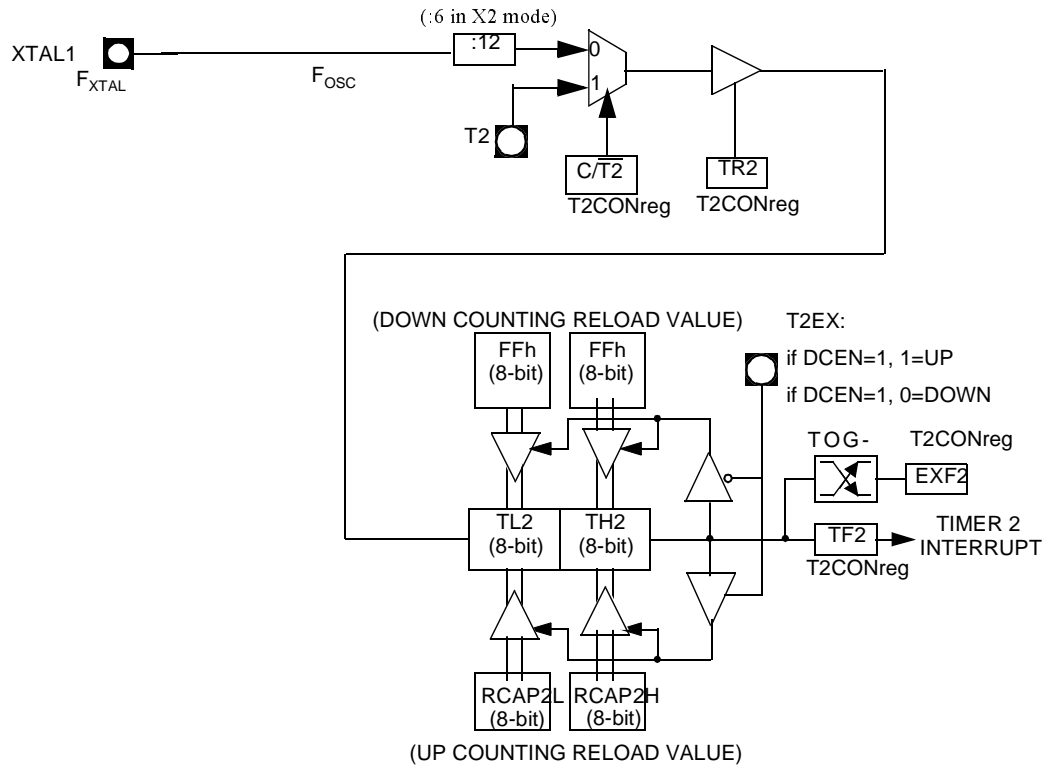 (:6 in X2 mode)
XTAL1
:12
0
FXTAL
FOSC
1
T2
C/T2
TR2
T2CONreg
T2CONreg
(DOWN COUNTING RELOAD VALUE)
T2EX:
FFh
(8-bit)
FFh
(8-bit)
if DCEN=1, 1=UP
if DCEN=1, 0=DOWN
TOG-
T2CONreg
EXF2
TL2
(8-bit)
TH2
(8-bit)
TF2
TIMER 2
INTERRUPT
T2CONreg
RCAP2L
(8-bit)
RCAP2H
(8-bit)
(UP COUNTING RELOAD VALUE)